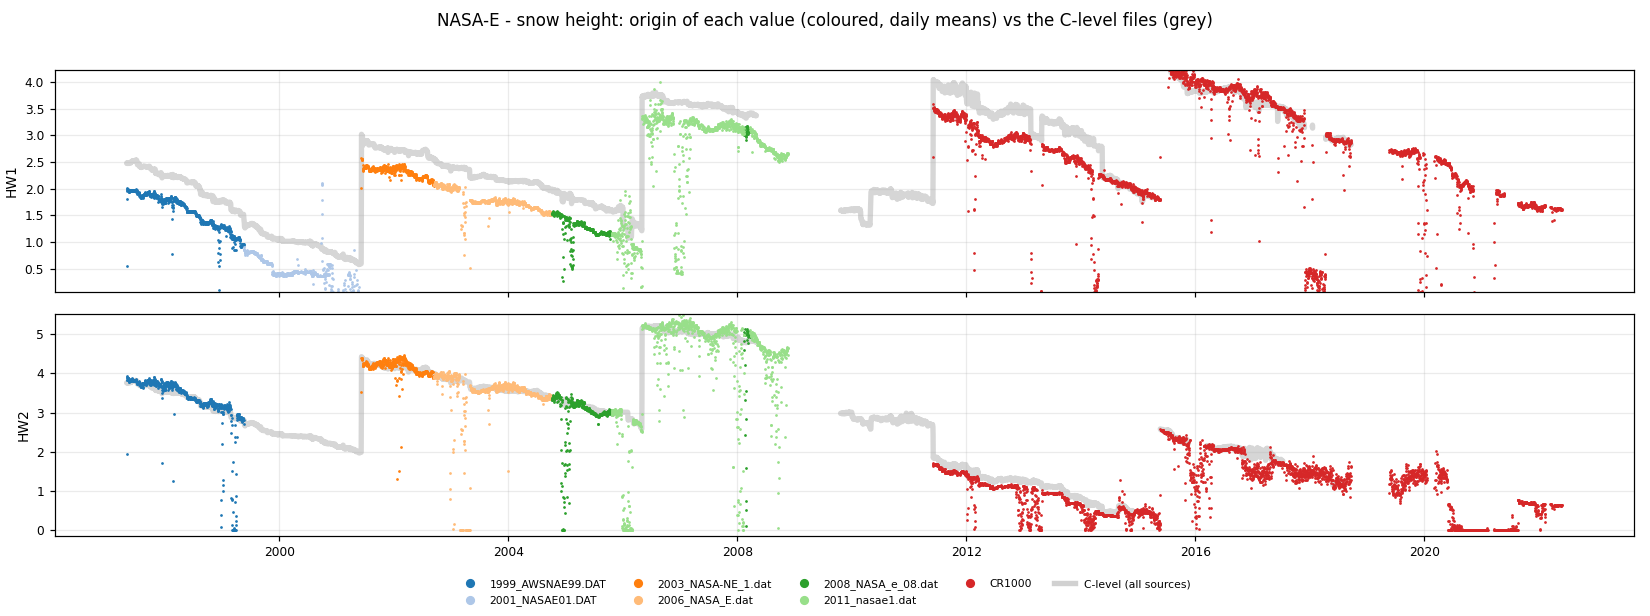 NASA-E - snow height: origin of each value (coloured, daily means) vs the C-level files (grey)
HW1
4.0
3.5
3.0
2.5
2.0
1.5
1.0
0.5
HW2
5
4
3
2
1
0
2000 2004 2008 2012 2016 2020
1999_AWSNAE99.DAT 2003_NASA-NE_1.dat 2008_NASA_e_08.dat CR1000 C-level (all sources)
2001_NASAE01.DAT 2006_NASA_E.dat 2011_nasae1.dat